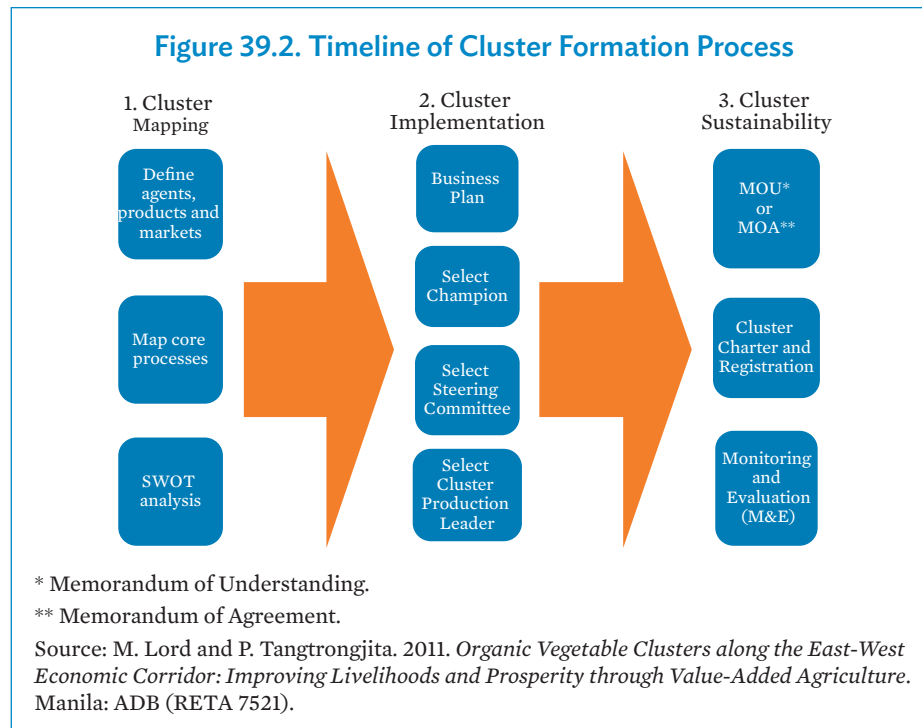 Figure 39.2. Timeline of Cluster Formation Process
1. Cluster
Mapping
Define
agents,
products and
markets
Map core
processes
SWOT
analysis
2. Cluster
Implementation
Business
Plan
Select
Champion
Select
Steering
Committee
Select
Cluster
Production
Leader
3. Cluster
Sustainability
MOU*
or
MOA**
Cluster
Charter and
Registration
Monitoring
and
Evaluation
(M&E)
* Memorandum of Understanding.
** Memorandum of Agreement.
Source: M. Lord and P. Tangtrongjita. 2011. Organic Vegetable Clusters along the East-West
Economic Corridor: Improving Livelihoods and Prosperity through Value-Added Agriculture.
Manila: ADB (RETA 7521).